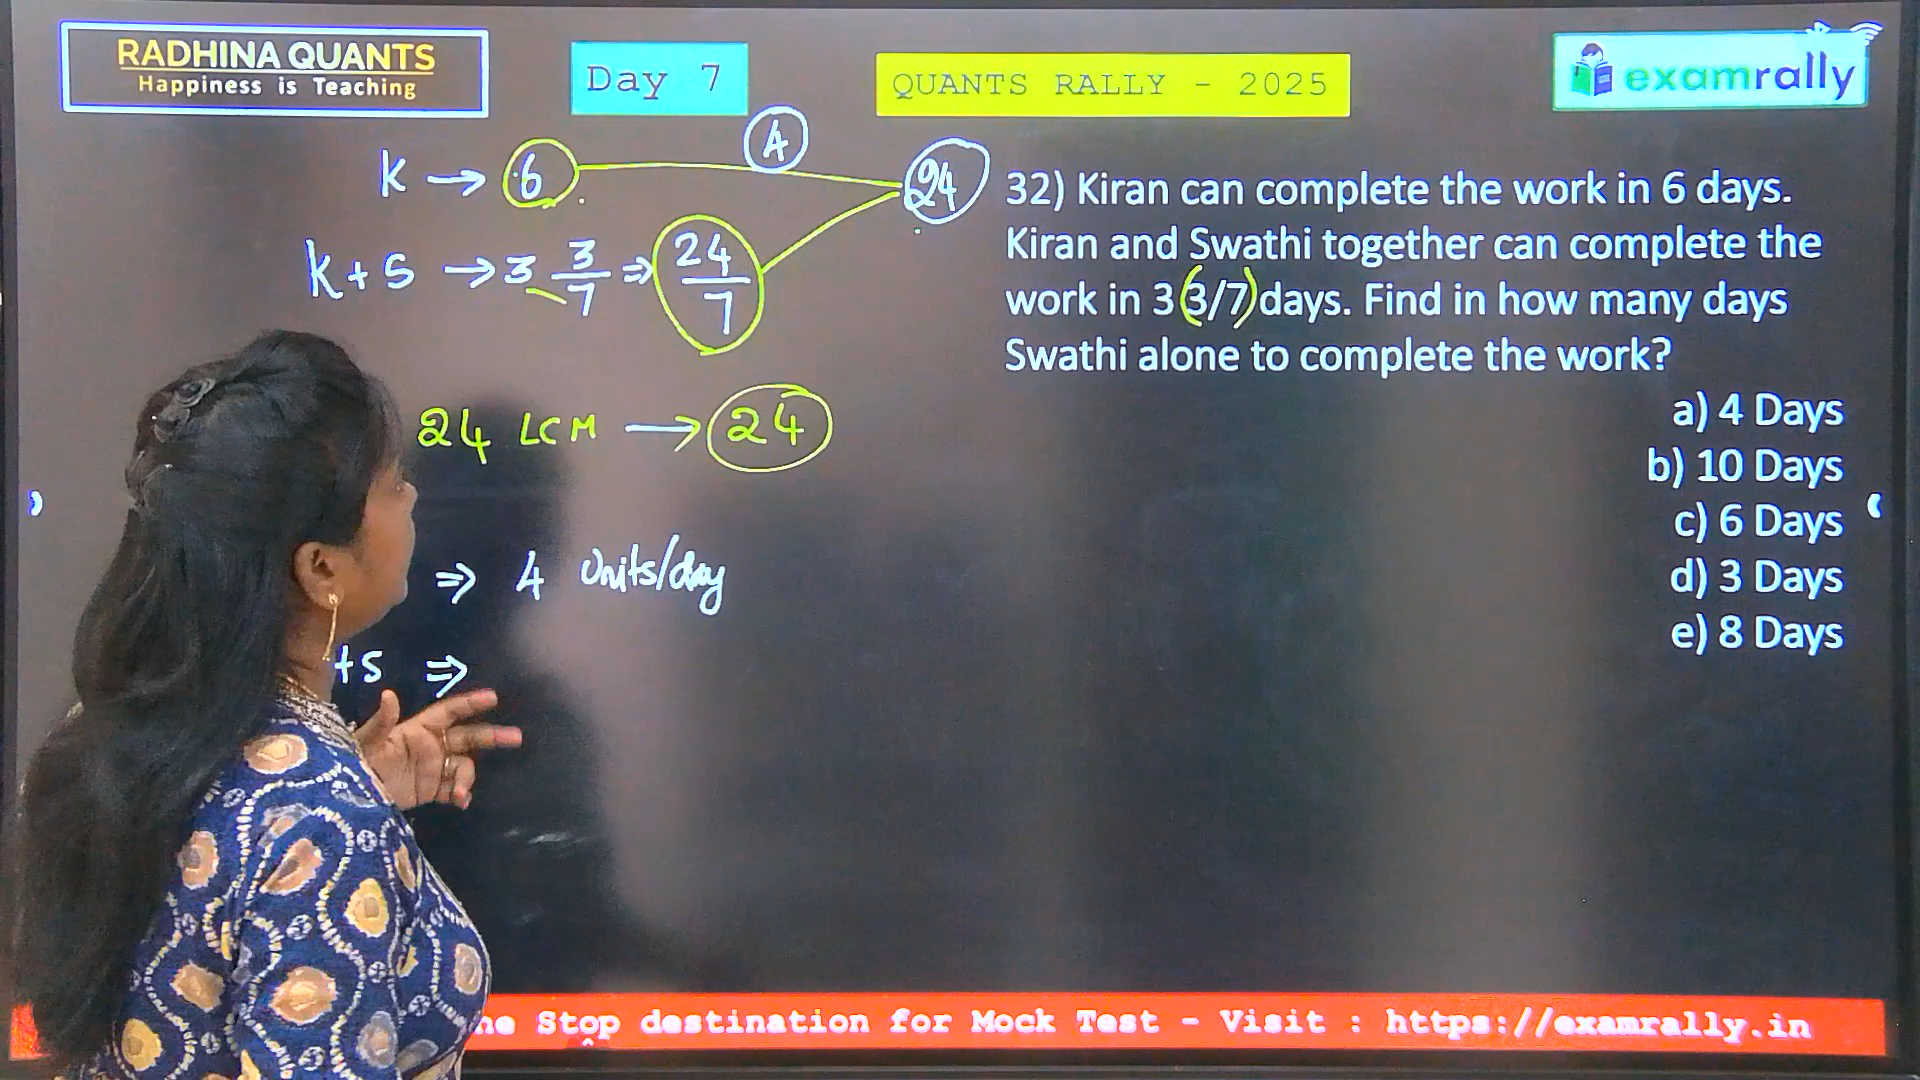 RADHINA QUANTS
Happiness is Teaching
Day 7
QUANTS RALLY - 2025
examrally
K → 6
4
24
K + S → 3 3/7 ⇒ 24/7
24 LCM → 24
⇒ 4 Units/day
+S ⇒
32) Kiran can complete the work in 6 days.
Kiran and Swathi together can complete the
work in 3(3/7)days. Find in how many days
Swathi alone to complete the work?
a) 4 Days
b) 10 Days
c) 6 Days
d) 3 Days
e) 8 Days
Stop destination for Mock Test - Visit : https://examrally.in